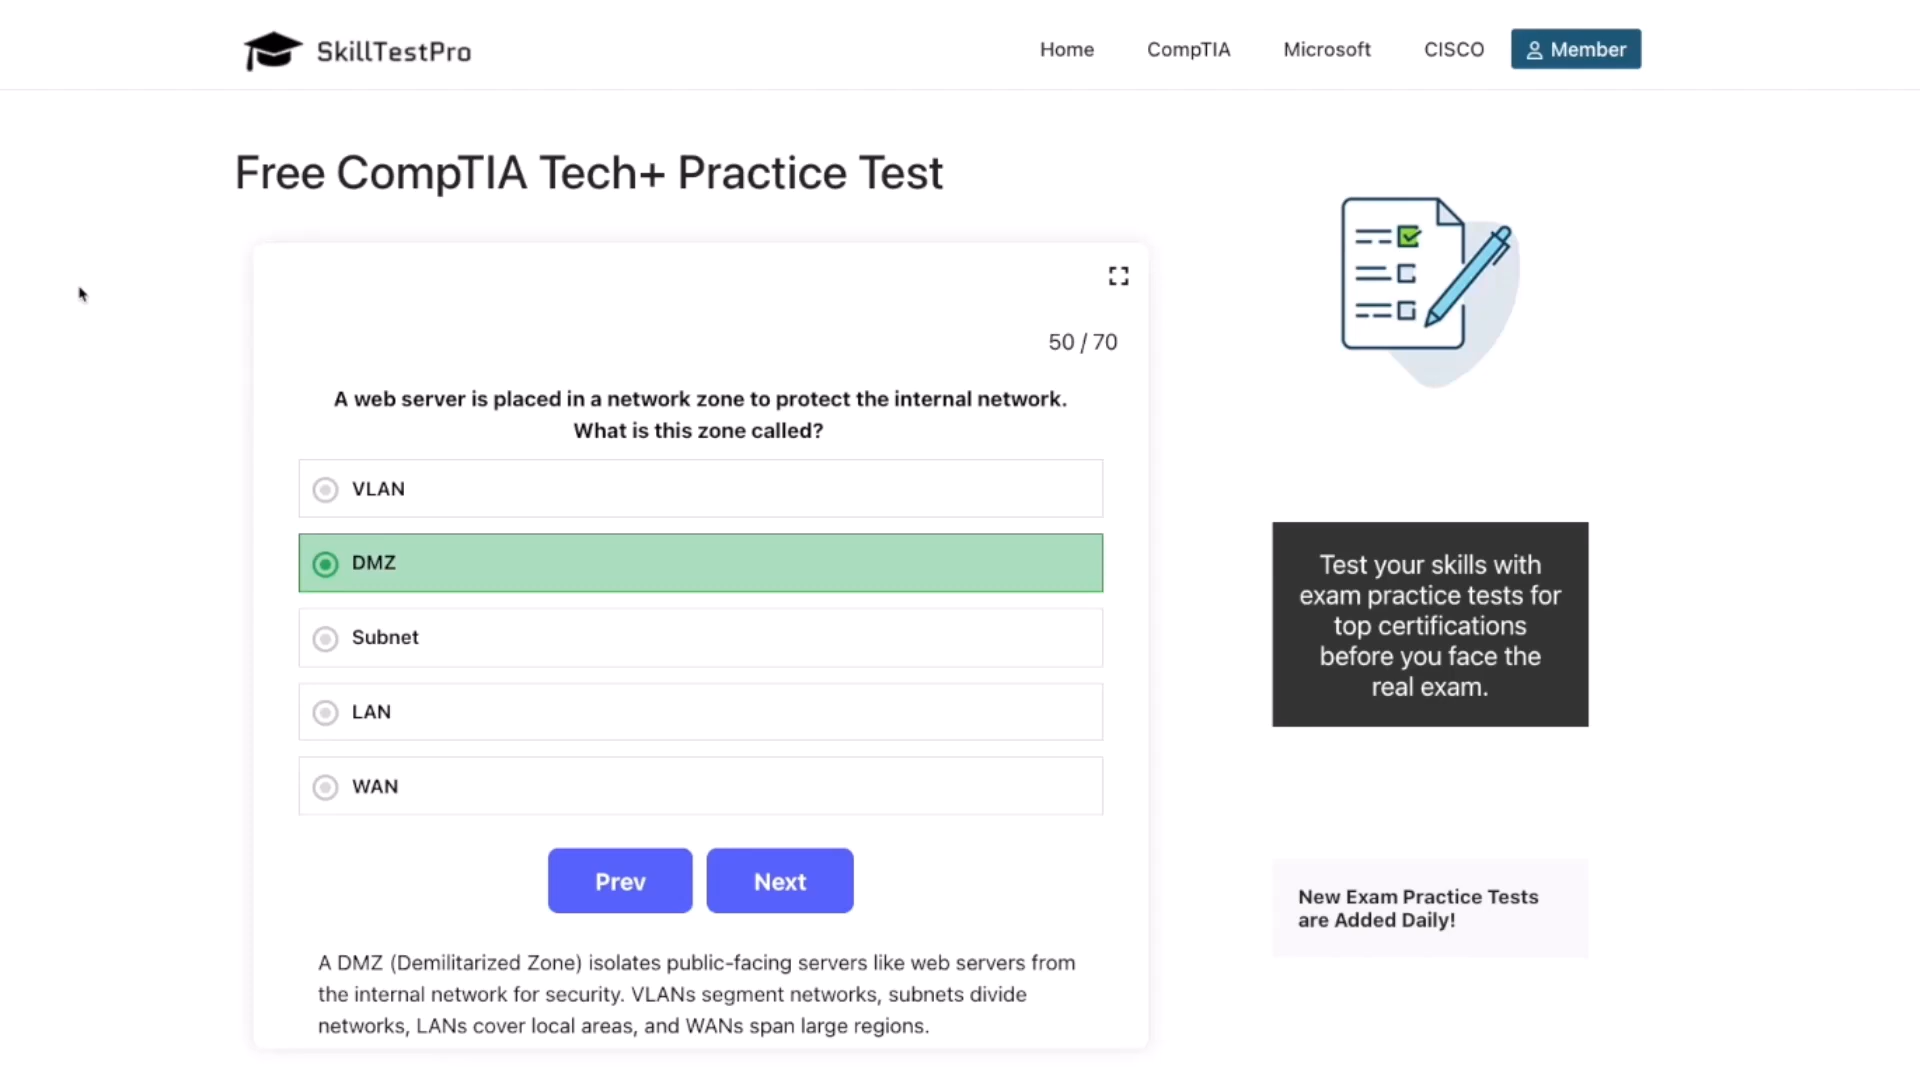 SkillTestPro
Home
CompTIA
Microsoft
CISCO
Member
Free CompTIA Tech+ Practice Test
50 / 70
A web server is placed in a network zone to protect the internal network.
What is this zone called?
VLAN
DMZ
Subnet
LAN
WAN
Prev
Next
A DMZ (Demilitarized Zone) isolates public-facing servers like web servers from
the internal network for security. VLANs segment networks, subnets divide
networks, LANs cover local areas, and WANs span large regions.
Test your skills with
exam practice tests for
top certifications
before you face the
real exam.
New Exam Practice Tests
are Added Daily!